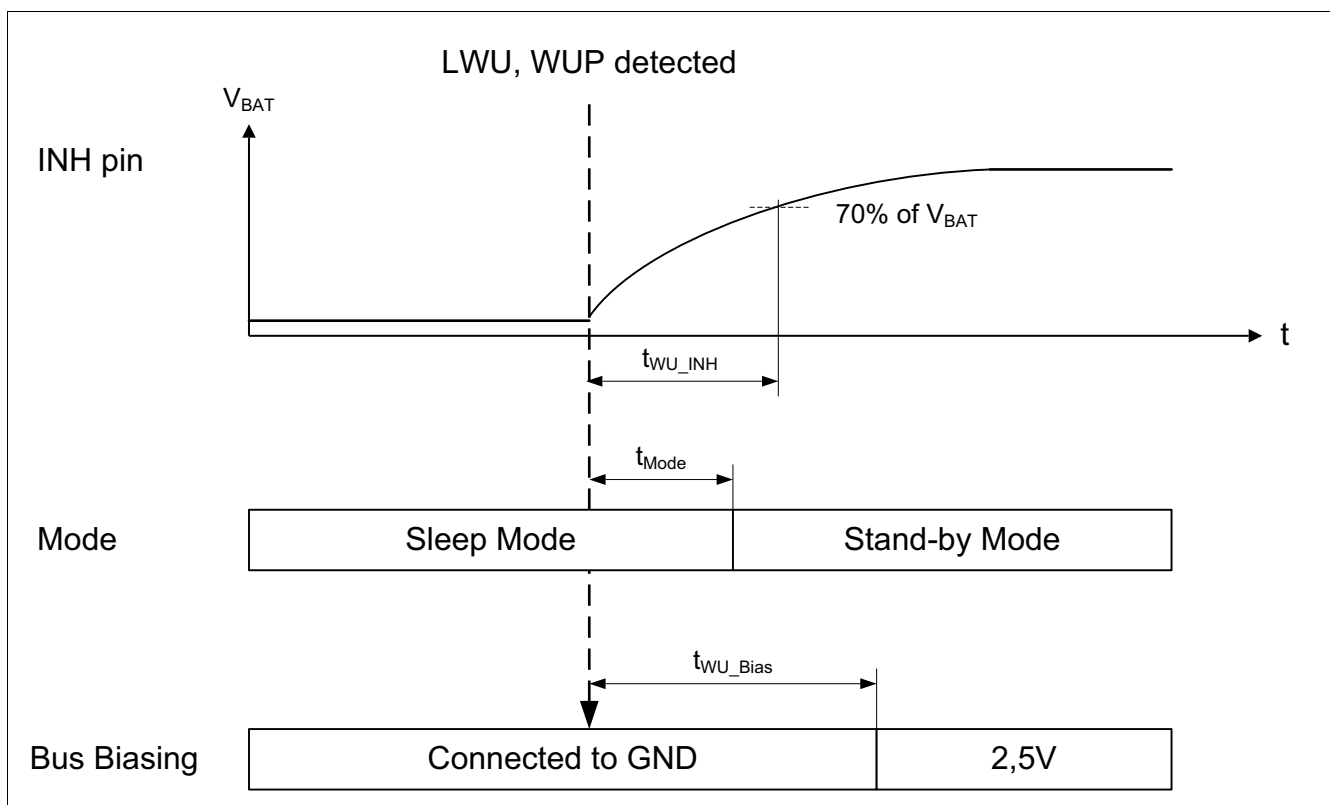 LWU, WUP detected
VBAT
INH pin
70% of VBAT
t
tWU_INH
tMode
Mode
Sleep Mode
Stand-by Mode
tWU_Bias
Bus Biasing
Connected to GND
2,5V